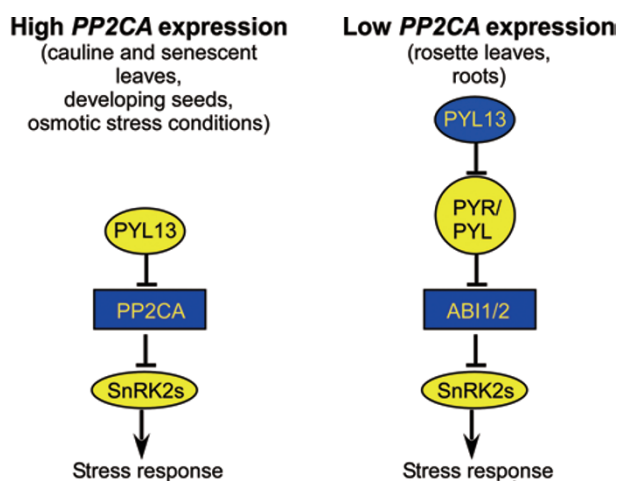 High PP2CA expression
(cauline and senescent
leaves,
developing seeds,
osmotic stress conditions)
PYL13
PP2CA
SnRK2s
Stress response
Low PP2CA expression
(rosette leaves,
roots)
PYL13
PYR/
PYL
ABI1/2
SnRK2s
Stress response